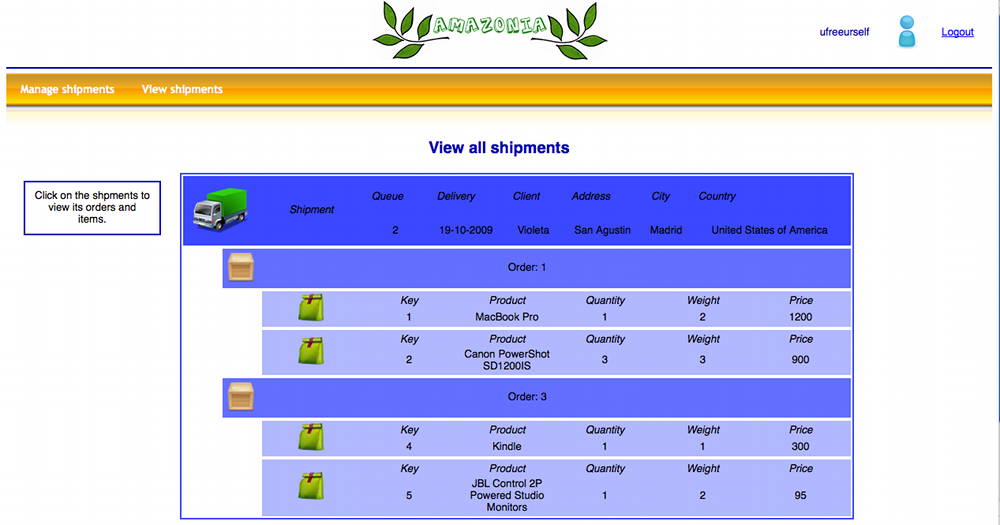 AMAZONIA
ufreeurself
Logout
Manage shipments View shipments
View all shipments
Click on the shpments to
view its orders and
items.
Shipment
Queue Delivery Client Address City Country
2 19-10-2009 Violeta San Agustin Madrid United States of America
Order: 1
Key Product Quantity Weight Price
1 MacBook Pro 1 2 1200
Key Product Quantity Weight Price
2 Canon PowerShot
SD1200IS 3 3 900
Order: 3
Key Product Quantity Weight Price
4 Kindle 1 1 300
Key Product Quantity Weight Price
JBL Control 2P
5 Powered Studio 1 2 95
Monitors